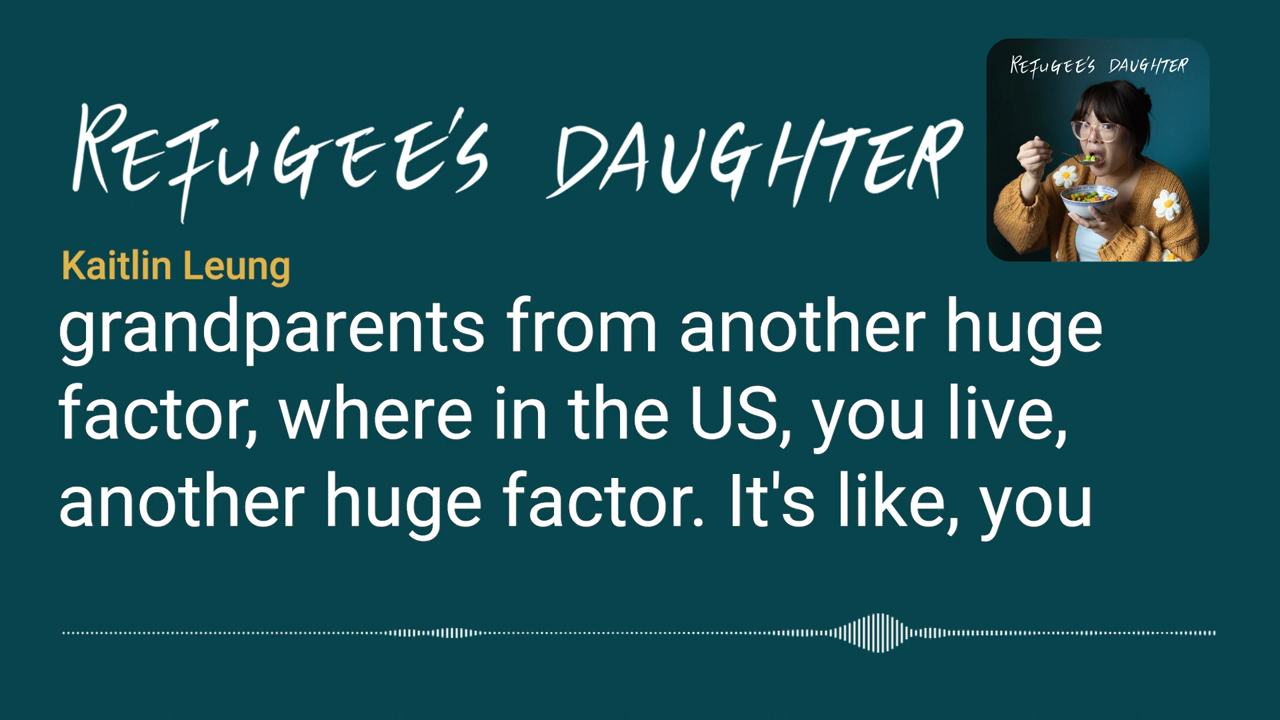 REFUGEE'S DAUGHTER
REFUGEE'S DAUGHTER
Kaitlin Leung
grandparents from another huge
factor, where in the US, you live,
another huge factor. It's like, you